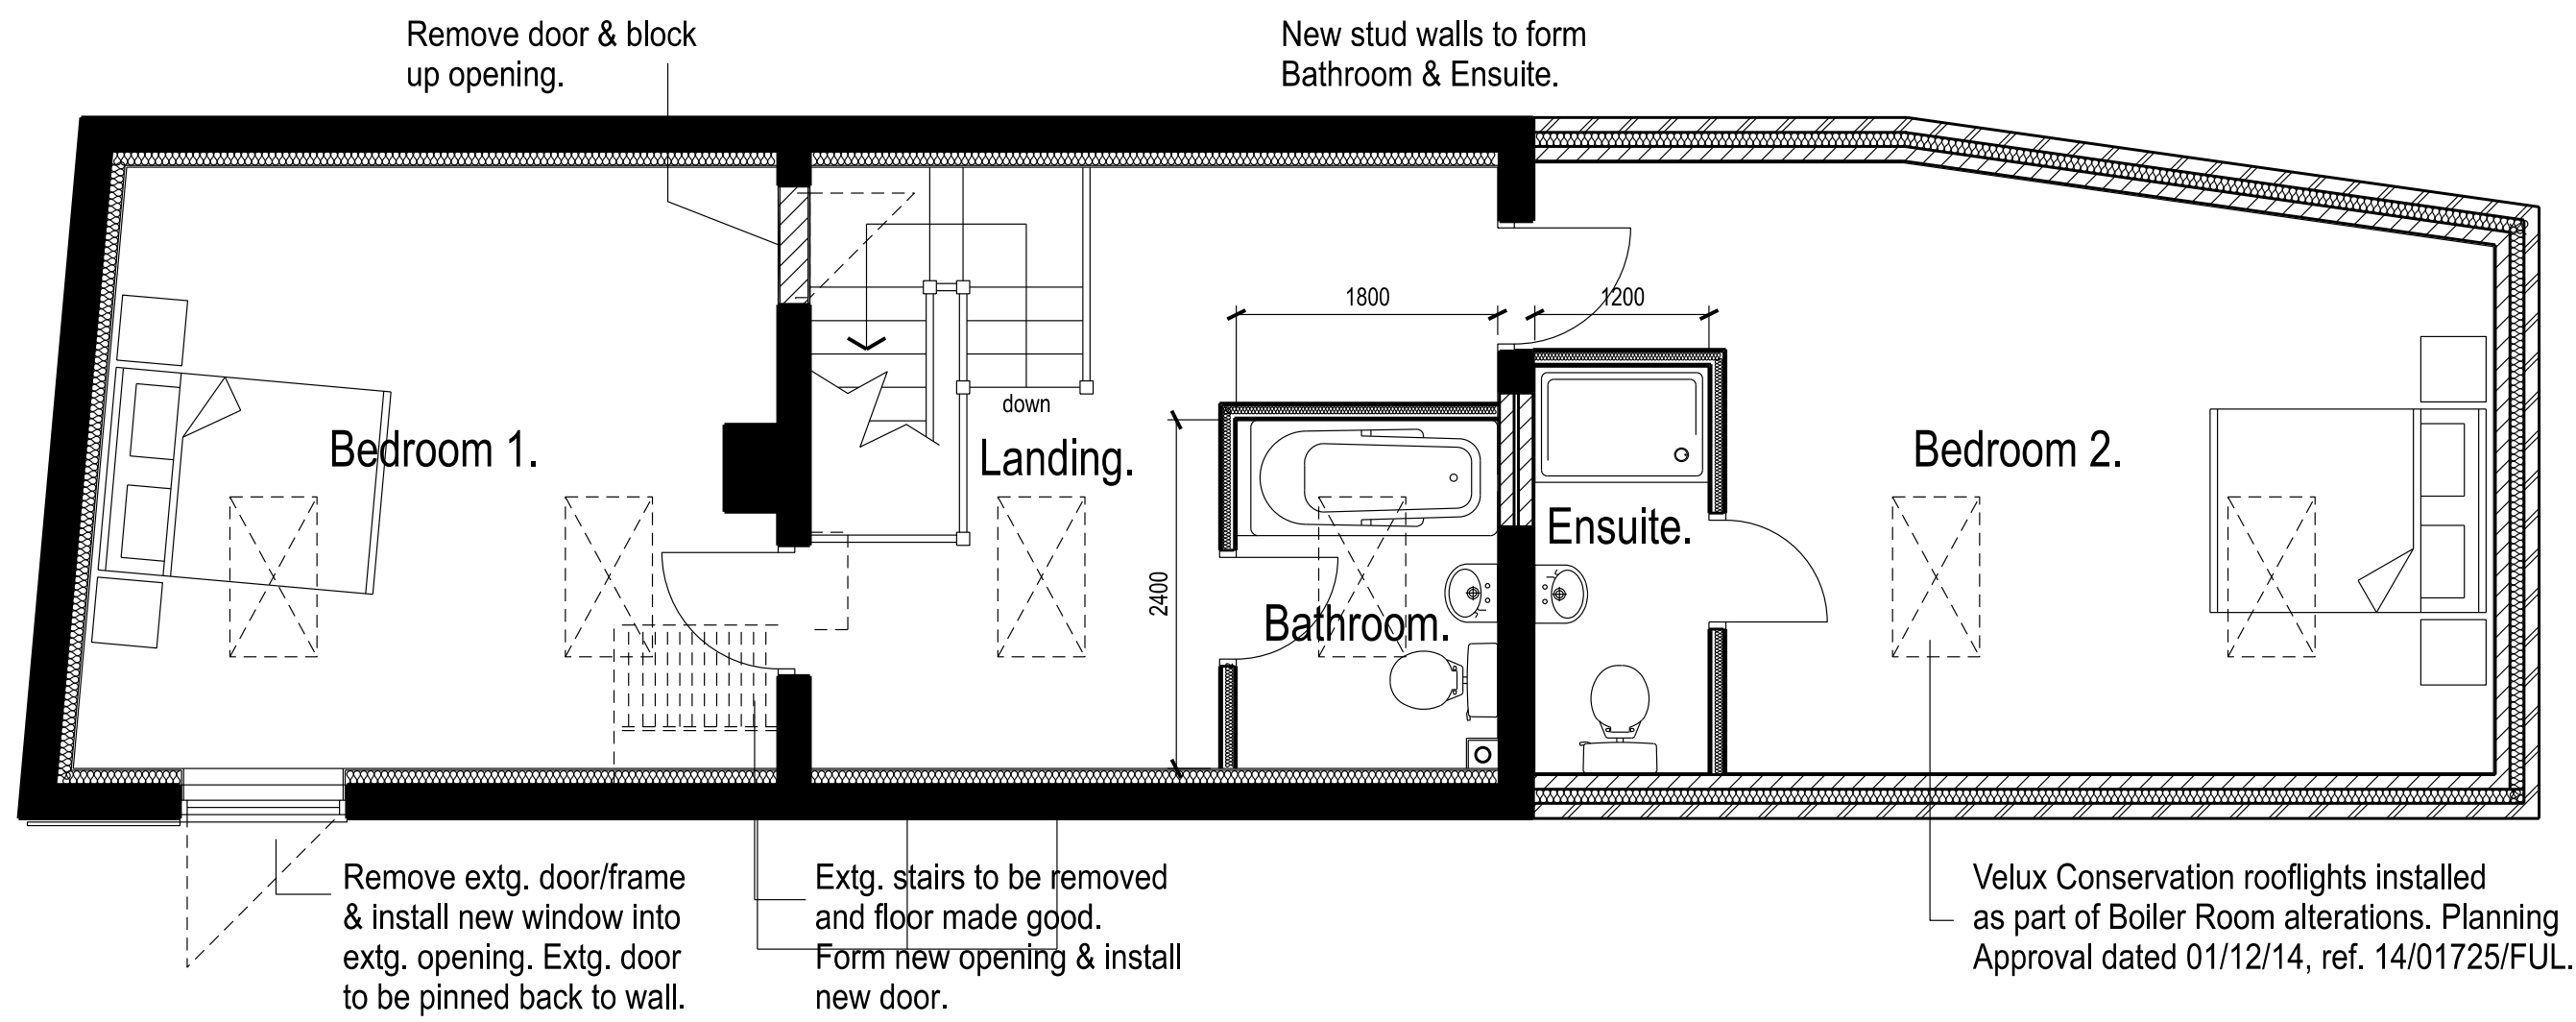 Remove door & block
up opening.
New stud walls to form
Bathroom & Ensuite.
1800
1200
down
Bedroom 1.
Landing.
Bedroom 2.
Ensuite.
2400
Bathroom.
Remove extg. door/frame
& install new window into
extg. opening. Extg. door
to be pinned back to wall.
Extg. stairs to be removed
and floor made good.
Form new opening & install
new door.
Velux Conservation rooflights installed
as part of Boiler Room alterations. Planning
Approval dated 01/12/14, ref. 14/01725/FUL.